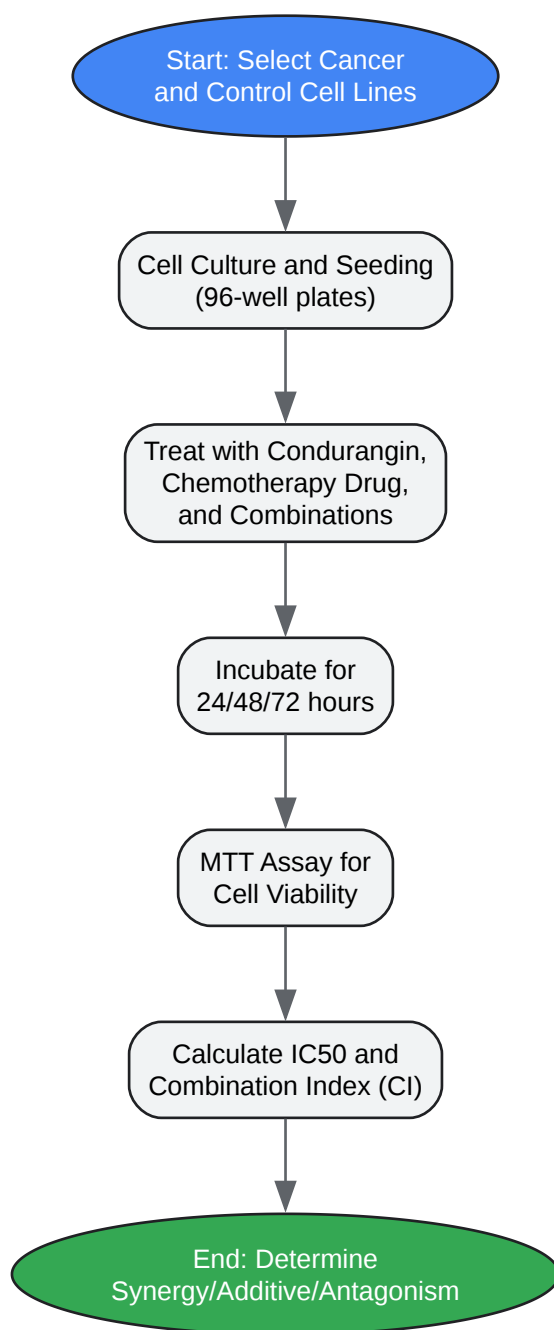 Start: Select Cancer
and Control Cell Lines
Cell Culture and Seeding
(96-well plates)
Treat with Condurangin,
Chemotherapy Drug,
and Combinations
Incubate for
24/48/72 hours
MTT Assay for
Cell Viability
Calculate IC50 and
Combination Index (CI)
End: Determine
Synergy/Additive/Antagonism